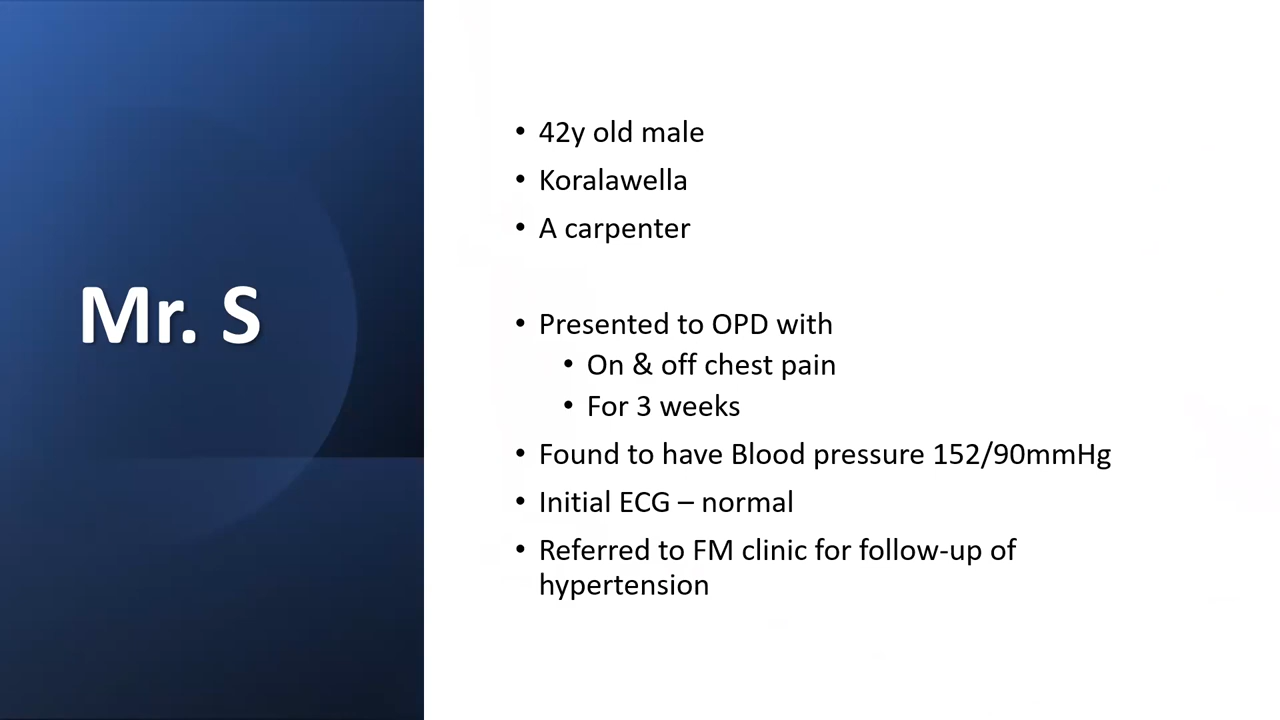 Mr. S
• 42y old male
• Koralawella
• A carpenter
• Presented to OPD with
• On & off chest pain
• For 3 weeks
• Found to have Blood pressure 152/90mmHg
• Initial ECG – normal
• Referred to FM clinic for follow-up of
hypertension